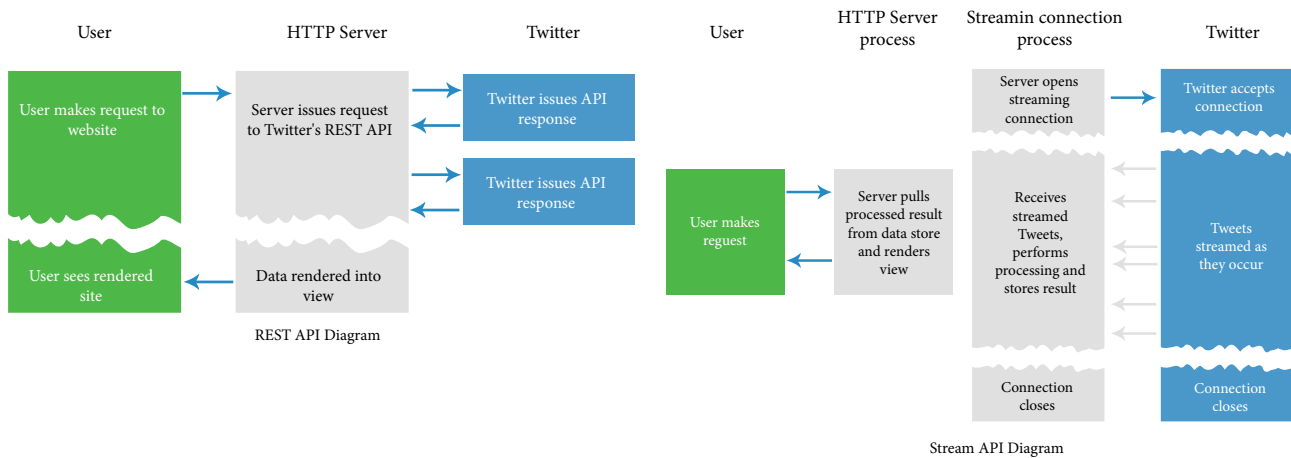 User
HTTP Server
Twitter
User makes request to
website
Server issues request
to Twitter's REST API
Twitter issues API
response
Twitter issues API
response
User sees rendered
site
Data rendered into
view
REST API Diagram
User
HTTP Server
process
Streamin connection
process
Twitter
Server opens
streaming
connection
Twitter accepts
connection
User makes
reguest
Server pulls
processed result
from data store
and renders
view
Receives
streamed
Tweets,
performs
processing and
stores result
Tweets
streamed as
they occur
Connection
closes
Connection
closes
Stream API Diagram